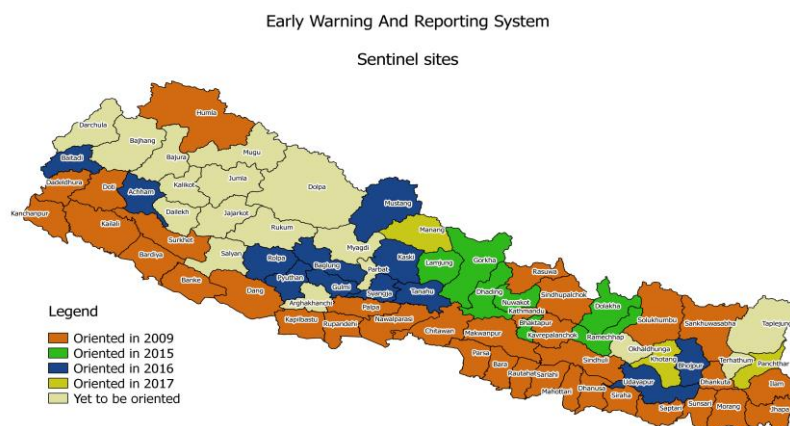 Early Warning And Reporting System
Sentinel sites
Humla
Darchula
Bajhang
Mugu
Baitadi
Bajura
Dadeldhura
Doti
Achham
Kalikot
Jumla
Dolpa
Mustang
Kanchanpur
Kailali
Dailekh
Jajarkot
Rukum
Manang
Surkhet
Salyan
Myagdi
Bardiya
Rolpa
Baglung
Parbat
Kaski
Lamjung
Gorkha
Banke
Dang
Pyuthan
Gulmi
Syangja
Tanahu
Dhading
Rasuwa
Nuwakot
Sindhupalchok
Dolakha
Arghakhanchi
Palpa
Kathmandu
Bhaktapur
Kavrepalanchok
Ramechhap
Solukhumbu
Sankhuwasabha
Taplejung
Kapilbastu
Rupandehi
Nawalparasi
Chitawan
Makwanpur
Sindhuli
Okhaldhunga
Khotang
Bhojpur
Terhathum
Panchthar
Parsa
Bara
Rautahat
Sarlahi
Mahottari
Dhanusa
Siraha
Udayapur
Saptari
Dhankuta
Sunsari
Morang
Ilam
Jhapa
Legend
Oriented in 2009
Oriented in 2015
Oriented in 2016
Oriented in 2017
Yet to be oriented